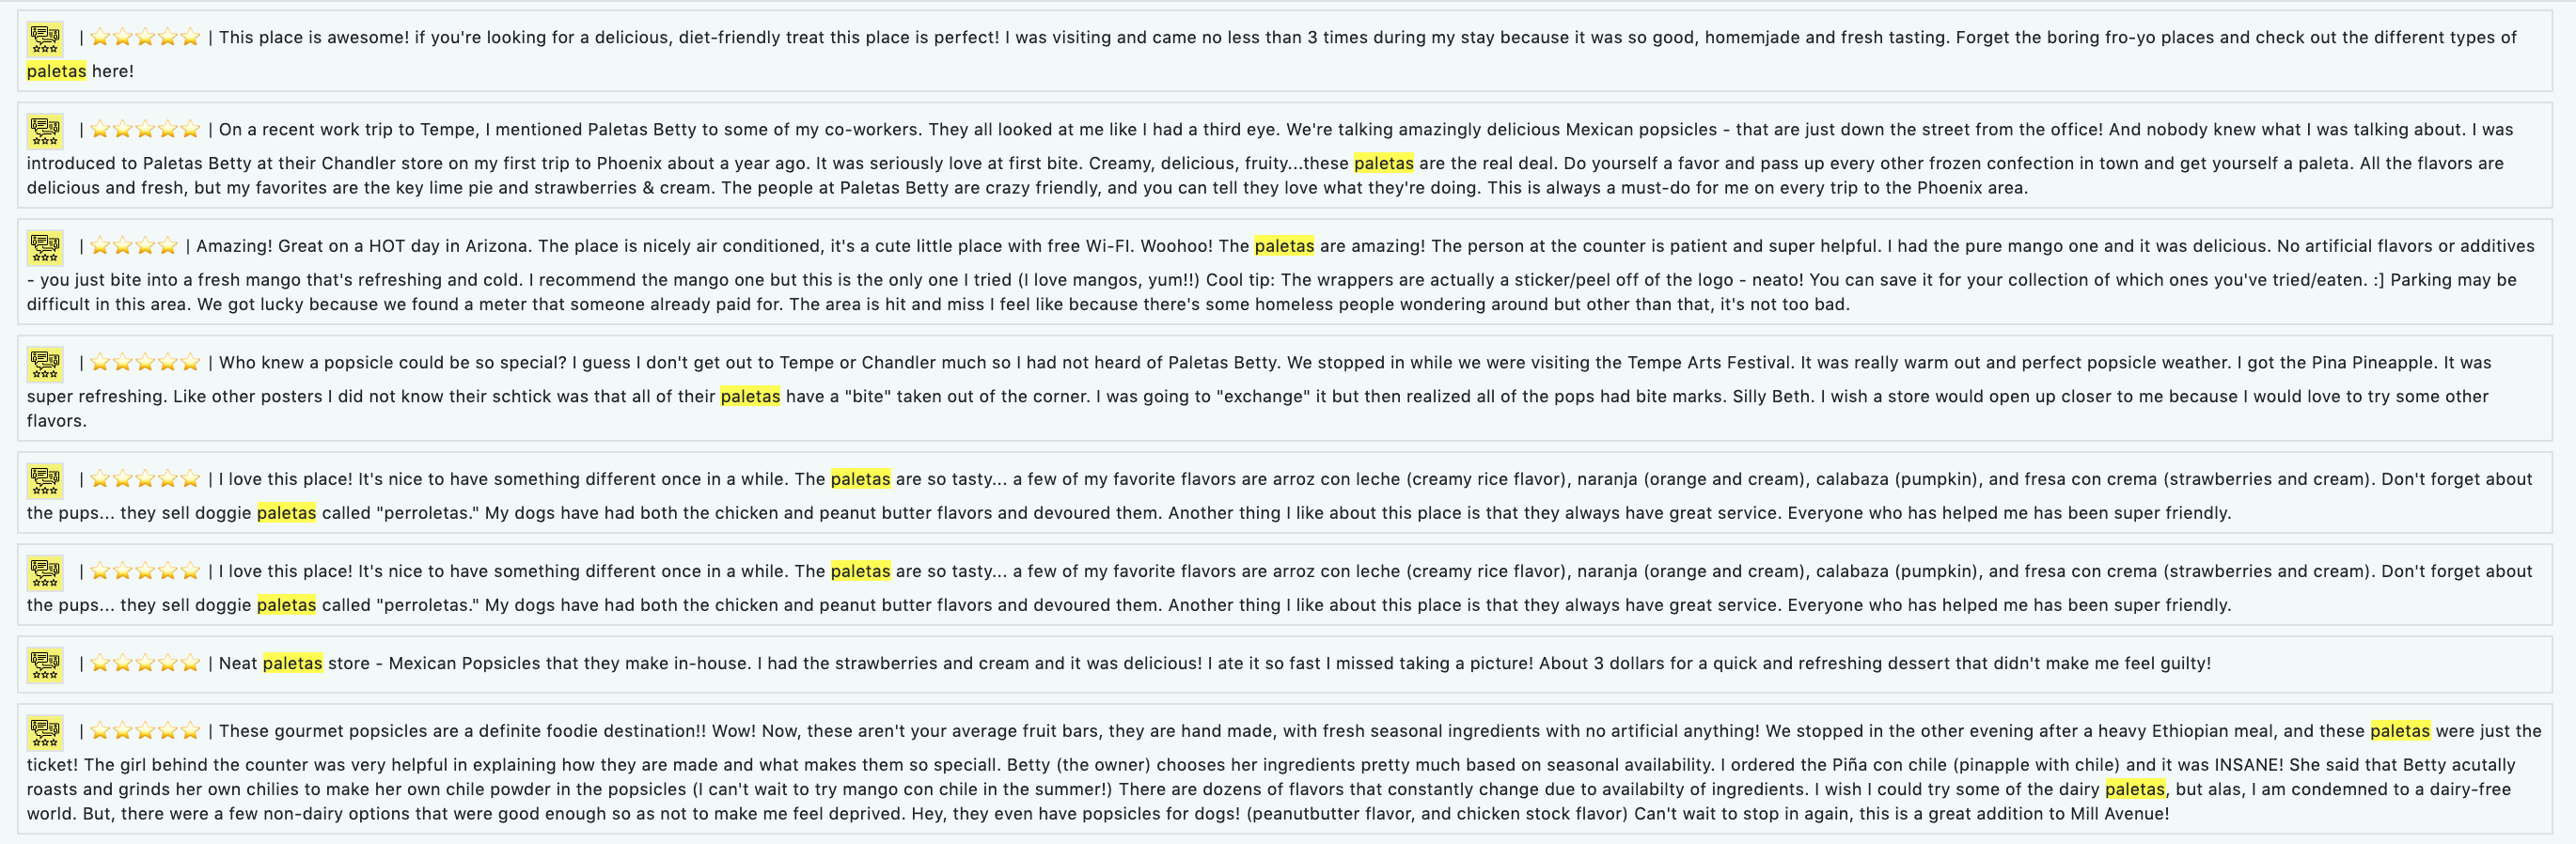 | ⭐⭐⭐⭐⭐ | This place is awesome! if you're looking for a delicious, diet-friendly treat this place is perfect! I was visiting and came no less than 3 times during my stay because it was so good, homemjade and fresh tasting. Forget the boring fro-yo places and check out the different types of
paletas here!
| ⭐⭐⭐⭐⭐ | On a recent work trip to Tempe, I mentioned Paletas Betty to some of my co-workers. They all looked at me like I had a third eye. We're talking amazingly delicious Mexican popsicles - that are just down the street from the office! And nobody knew what I was talking about. I was
introduced to Paletas Betty at their Chandler store on my first trip to Phoenix about a year ago. It was seriously love at first bite. Creamy, delicious, fruity...these paletas are the real deal. Do yourself a favor and pass up every other frozen confection in town and get yourself a paleta. All the flavors are
delicious and fresh, but my favorites are the key lime pie and strawberries & cream. The people at Paletas Betty are crazy friendly, and you can tell they love what they're doing. This is always a must-do for me on every trip to the Phoenix area.
| ⭐⭐⭐⭐ | Amazing! Great on a HOT day in Arizona. The place is nicely air conditioned, it's a cute little place with free Wi-FI. Woohoo! The paletas are amazing! The person at the counter is patient and super helpful. I had the pure mango one and it was delicious. No artificial flavors or additives
- you just bite into a fresh mango that's refreshing and cold. I recommend the mango one but this is the only one I tried (I love mangos, yum!!) Cool tip: The wrappers are actually a sticker/peel off of the logo - neato! You can save it for your collection of which ones you've tried/eaten. :] Parking may be
difficult in this area. We got lucky because we found a meter that someone already paid for. The area is hit and miss I feel like because there's some homeless people wondering around but other than that, it's not too bad.
| ⭐⭐⭐⭐⭐ | Who knew a popsicle could be so special? I guess I don't get out to Tempe or Chandler much so I had not heard of Paletas Betty. We stopped in while we were visiting the Tempe Arts Festival. It was really warm out and perfect popsicle weather. I got the Pina Pineapple. It was
super refreshing. Like other posters I did not know their schtick was that all of their paletas have a "bite" taken out of the corner. I was going to "exchange" it but then realized all of the pops had bite marks. Silly Beth. I wish a store would open up closer to me because I would love to try some other
flavors.
| ⭐⭐⭐⭐⭐ | I love this place! It's nice to have something different once in a while. The paletas are so tasty... a few of my favorite flavors are arroz con leche (creamy rice flavor), naranja (orange and cream), calabaza (pumpkin), and fresa con crema (strawberries and cream). Don't forget about
the pups... they sell doggie paletas called "perroletas." My dogs have had both the chicken and peanut butter flavors and devoured them. Another thing I like about this place is that they always have great service. Everyone who has helped me has been super friendly.
| ⭐⭐⭐⭐⭐ | I love this place! It's nice to have something different once in a while. The paletas are so tasty... a few of my favorite flavors are arroz con leche (creamy rice flavor), naranja (orange and cream), calabaza (pumpkin), and fresa con crema (strawberries and cream). Don't forget about
the pups... they sell doggie paletas called "perroletas." My dogs have had both the chicken and peanut butter flavors and devoured them. Another thing I like about this place is that they always have great service. Everyone who has helped me has been super friendly.
| ⭐⭐⭐⭐⭐ | Neat paletas store - Mexican Popsicles that they make in-house. I had the strawberries and cream and it was delicious! I ate it so fast I missed taking a picture! About 3 dollars for a quick and refreshing dessert that didn't make me feel guilty!
| ⭐⭐⭐⭐⭐ | These gourmet popsicles are a definite foodie destination!! Wow! Now, these aren't your average fruit bars, they are hand made, with fresh seasonal ingredients with no artificial anything! We stopped in the other evening after a heavy Ethiopian meal, and these paletas were just the
ticket! The girl behind the counter was very helpful in explaining how they are made and what makes them so speciall. Betty (the owner) chooses her ingredients pretty much based on seasonal availability. I ordered the Piña con chile (pinapple with chile) and it was INSANE! She said that Betty acutally
roasts and grinds her own chilies to make her own chile powder in the popsicles (I can't wait to try mango con chile in the summer!) There are dozens of flavors that constantly change due to availabilty of ingredients. I wish I could try some of the dairy paletas, but alas, I am condemned to a dairy-free
world. But, there were a few non-dairy options that were good enough so as not to make me feel deprived. Hey, they even have popsicles for dogs! (peanutbutter flavor, and chicken stock flavor) Can't wait to stop in again, this is a great addition to Mill Avenue!